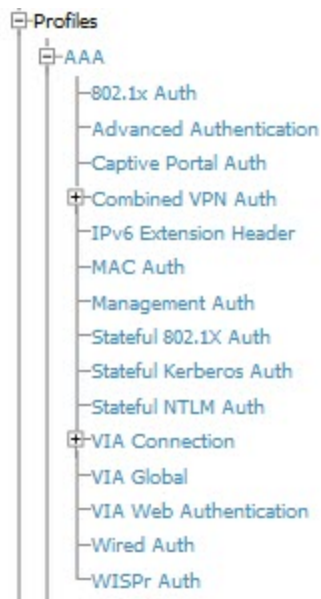 Profiles
AAA
802.1x Auth
Advanced Authentication
Captive Portal Auth
Combined VPN Auth
IPv6 Extension Header
MAC Auth
Management Auth
Stateful 802.1X Auth
Stateful Kerberos Auth
Stateful NTLM Auth
VIA Connection
VIA Global
VIA Web Authentication
Wired Auth
WISPr Auth